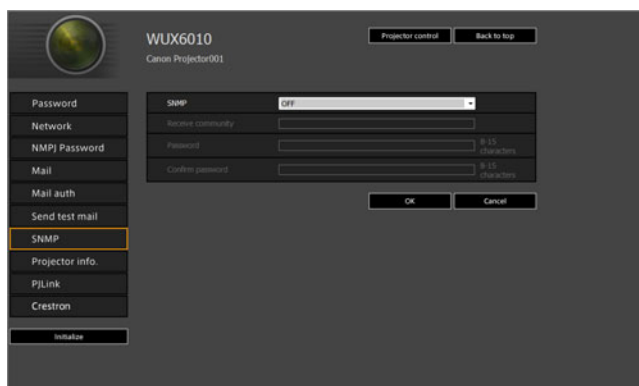 WUX6010
Canon Projector001
Projector control
Back to top
Password
Network
NMPJ Password
Mail
Mail auth
Send test mail
SNMP
Projector info.
PJLink
Crestron
Initialize
SNMP OFF
Receive community
Password 8-15 characters
Confirm password 8-15 characters
OK
Cancel